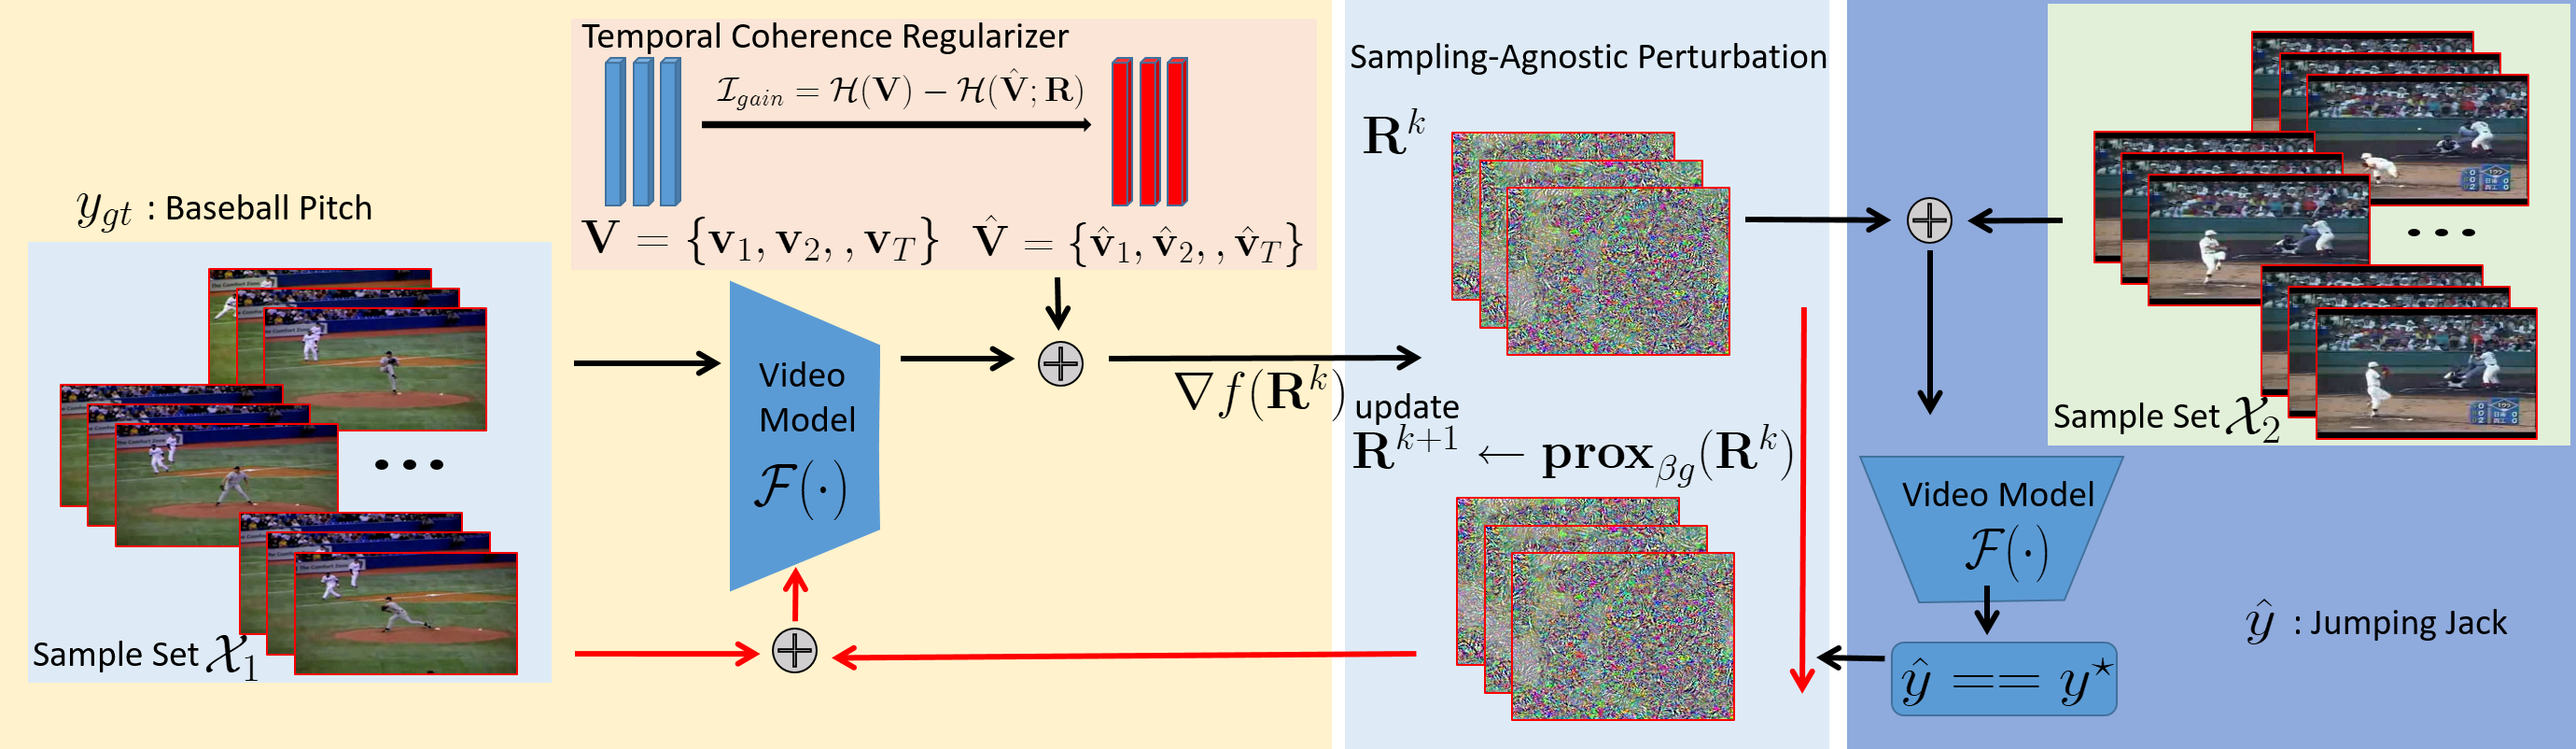 Temporal Coherence Regularizer
$\mathcal{I}_{gain} = \mathcal{H}(\mathbf{V}) - \mathcal{H}(\hat{\mathbf{V}}; \mathbf{R})$
$\mathbf{V} = \{\mathbf{v}_1, \mathbf{v}_2, , \mathbf{v}_T\}$
$\hat{\mathbf{V}} = \{\hat{\mathbf{v}}_1, \hat{\mathbf{v}}_2, , \hat{\mathbf{v}}_T\}$
$y_{gt}$ : Baseball Pitch
The Comfort Zone
Sample Set $\mathcal{X}_1$
Video
Model
$\mathcal{F}(\cdot)$
$\nabla f(\mathbf{R}^k)$
Sampling-Agnostic Perturbation
$\mathbf{R}^k$
update
$\mathbf{R}^{k+1} \leftarrow \mathbf{prox}_{\beta g}(\mathbf{R}^k)$
Sample Set $\mathcal{X}_2$
Video Model
$\mathcal{F}(\cdot)$
$\hat{y} == y^\star$
$\hat{y}$ : Jumping Jack